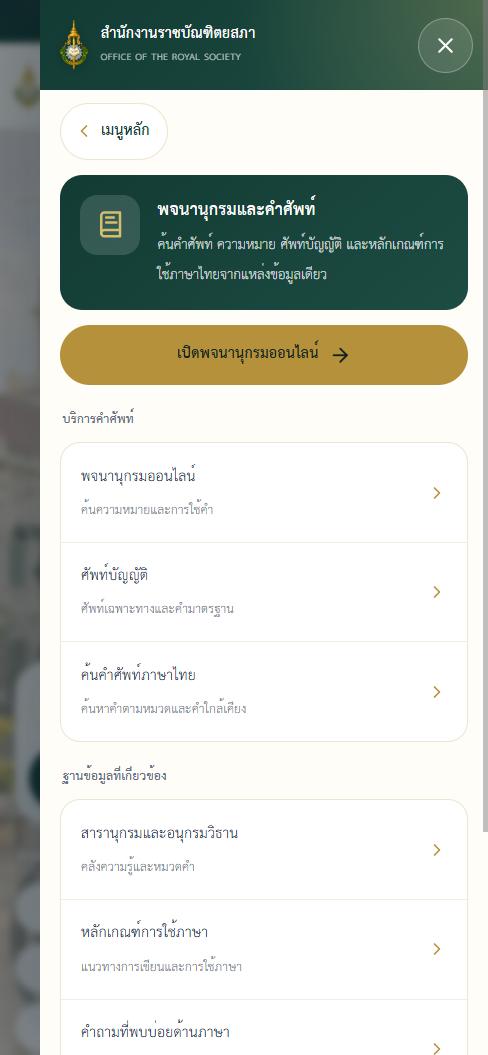 สำนักงานราชบัณฑิตยสภา
OFFICE OF THE ROYAL SOCIETY
เมนูหลัก
พจนานุกรมและคำศัพท์
ค้นคำศัพท์ ความหมาย ศัพท์บัญญัติ และหลักเกณฑ์การ
ใช้ภาษาไทยจากแหล่งข้อมูลเดียว
เปิดพจนานุกรมออนไลน์
บริการคำศัพท์
พจนานุกรมออนไลน์
ค้นความหมายและการใช้คำ
ศัพท์บัญญัติ
ศัพท์เฉพาะทางและคำมาตรฐาน
ค้นคำศัพท์ภาษาไทย
ค้นหาคำตามหมวดและคำใกล้เคียง
ฐานข้อมูลที่เกี่ยวข้อง
สารานุกรมและอนุกรมวิธาน
คลังความรู้และหมวดคำ
หลักเกณฑ์การใช้ภาษา
แนวทางการเขียนและการใช้ภาษา
คำถามที่พบบ่อยด้านภาษา